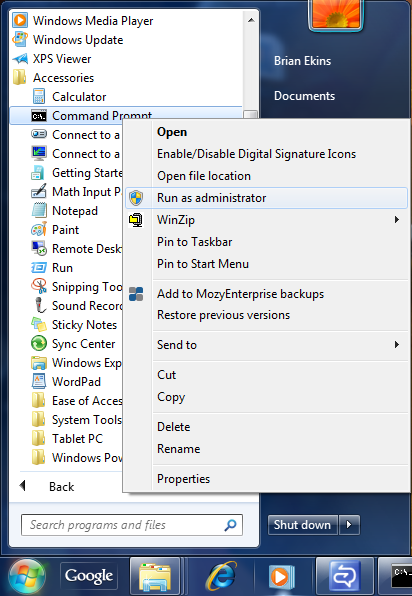 Windows Media Player
Windows Update
XPS Viewer
Accessories
Calculator
Command Prompt
Connect to a
Connect to a
Getting Starte
Math Input P
Notepad
Paint
Remote Desk
Run
Snipping Too
Sound Record
Sticky Notes
Sync Center
Windows Exp
WordPad
Ease of Acces
System Tools
Tablet PC
Windows Pow
Back
Search programs and files
Brian Ekins
Documents
Open
Enable/Disable Digital Signature Icons
Open file location
Run as administrator
WinZip
Pin to Taskbar
Pin to Start Menu
Add to MozyEnterprise backups
Restore previous versions
Send to
Cut
Copy
Delete
Rename
Properties
Shut down
Google